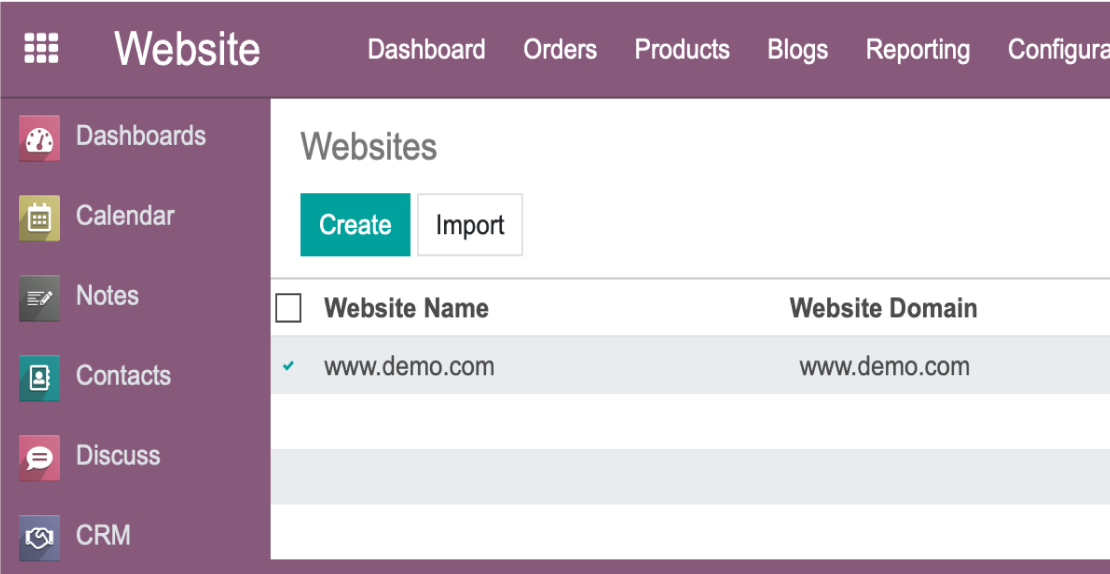 Website Dashboard Orders Products Blogs Reporting Configura
Dashboards
Calendar
Notes
Contacts
Discuss
CRM
Websites
Create Import
Website Name Website Domain
www.demo.com www.demo.com